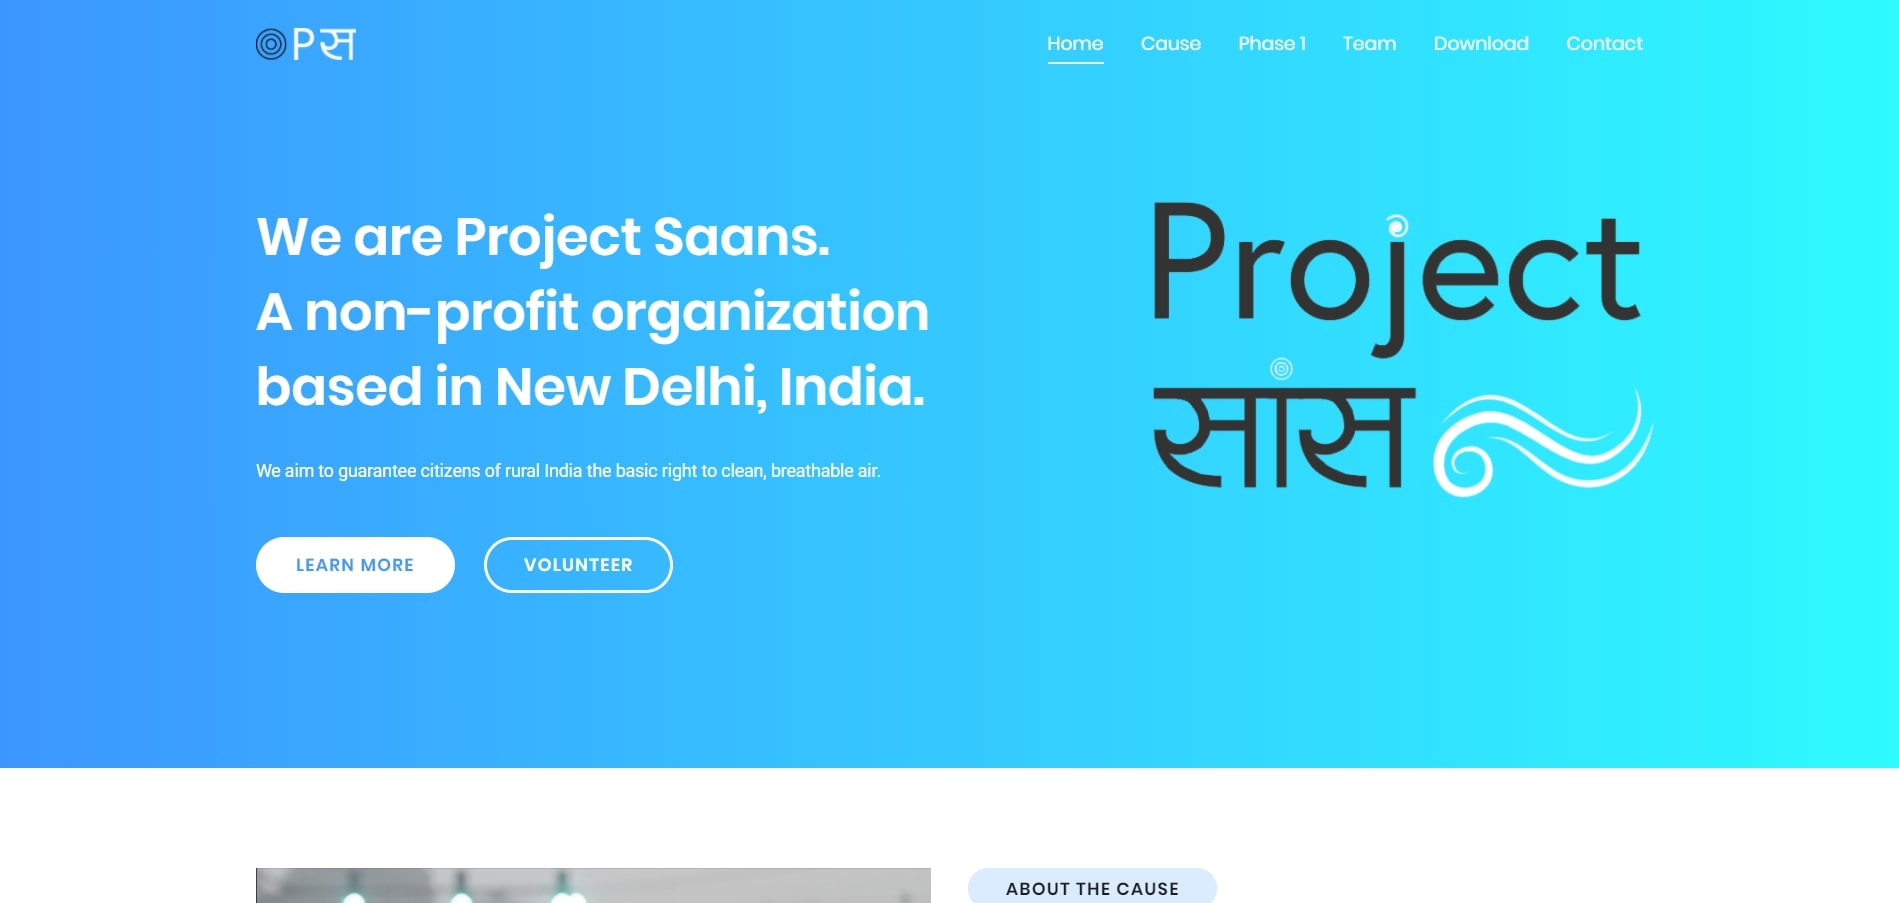 Pस
Home Cause Phase 1 Team Download Contact
We are Project Saans.
A non-profit organization
based in New Delhi, India.
We aim to guarantee citizens of rural India the basic right to clean, breathable air.
LEARN MORE VOLUNTEER
Project
सांस
ABOUT THE CAUSE